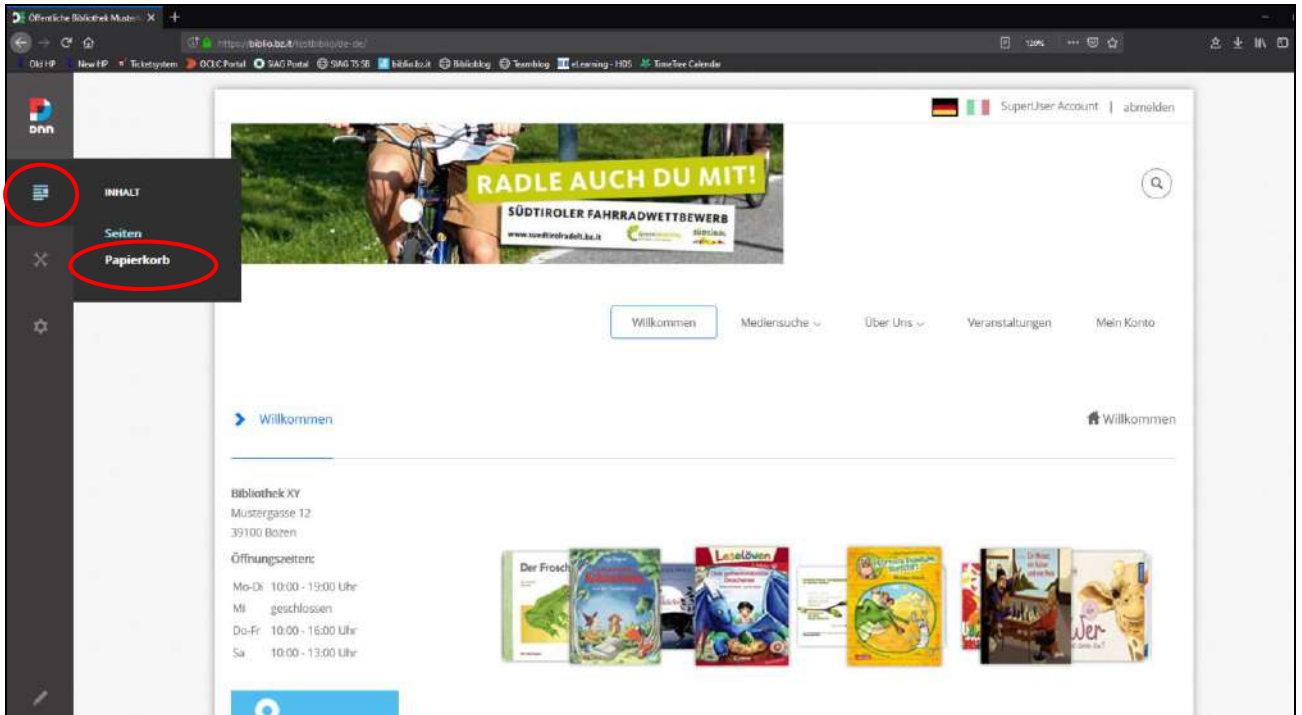 Öffentliche Bibliothek Muster
https://biblio.bz.it/testbiblio/de-de/
120%
Old HP New HP Ticketsystem OCLC Portal SIAG Portal SIAG TS SB biblio.bz.it Biblioblog Teamblog eLearning - HDS TimeTree Calendar
DNN
SuperUser Account | abmelden
RADLE AUCH DU MIT!
SÜDTIROLER FAHRRADWETTBEWERB
www.suedtirolradelt.bz.it
INHALT
Seiten
Papierkorb
Willkommen Mediensuche Über Uns Veranstaltungen Mein Konto
Willkommen
Willkommen
Bibliothek XY
Mustergasse 12
39100 Bozen
Öffnungszeiten:
Mo-Di 10:00 - 19:00 Uhr
Mi geschlossen
Do-Fr 10:00 - 16:00 Uhr
Sa 10:00 - 13:00 Uhr
Der Frosch
Leselöwen
Wer